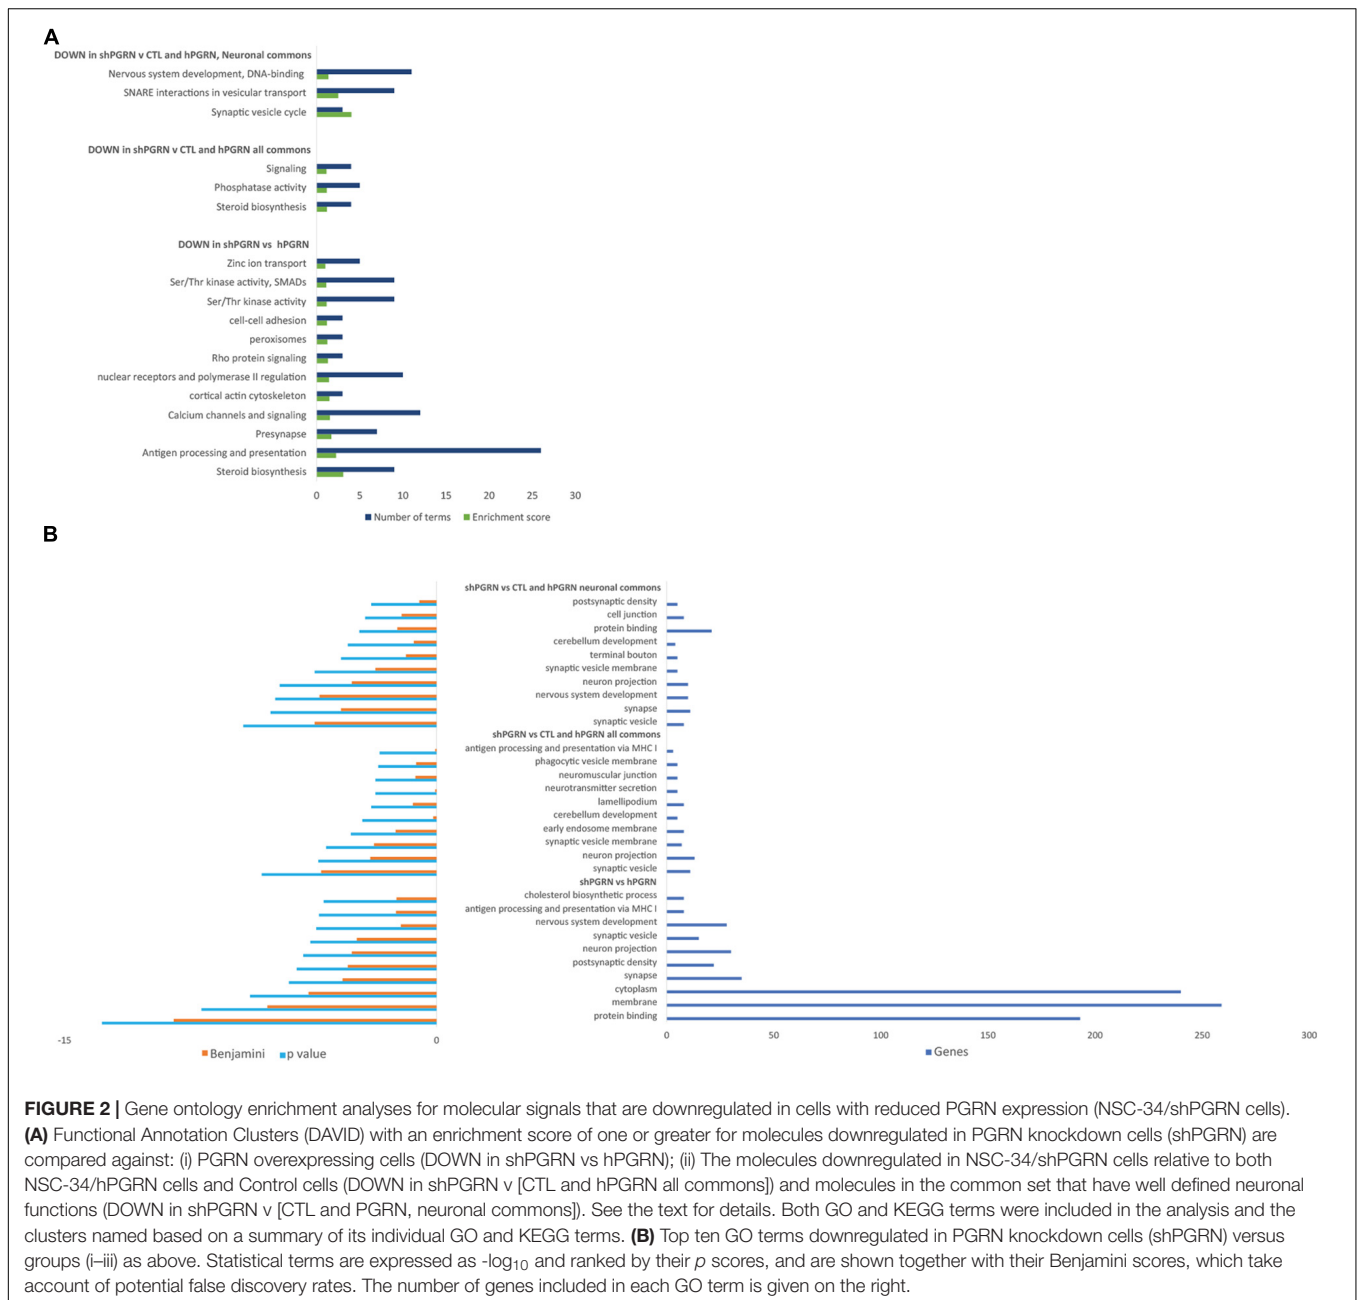 A
DOWN in shPGRN v CTL and hPGRN, Neuronal commons
Nervous system development, DNA-binding
SNARE interactions in vesicular transport
Synaptic vesicle cycle
DOWN in shPGRN v CTL and hPGRN all commons
Signaling
Phosphatase activity
Steroid biosynthesis
DOWN in shPGRN vs hPGRN
Zinc ion transport
Ser/Thr kinase activity, SMADs
Ser/Thr kinase activity
cell-cell adhesion
peroxisomes
Rho protein signaling
nuclear receptors and polymerase II regulation
cortical actin cytoskeleton
Calcium channels and signaling
Presynapse
Antigen processing and presentation
Steroid biosynthesis
0 5 10 15 20 25 30
Number of terms Enrichment score
B
shPGRN vs CTL and hPGRN neuronal commons
postsynaptic density
cell junction
protein binding
cerebellum development
terminal bouton
synaptic vesicle membrane
neuron projection
nervous system development
synapse
synaptic vesicle
shPGRN vs CTL and hPGRN all commons
antigen processing and presentation via MHC I
phagocytic vesicle membrane
neuromuscular junction
neurotransmitter secretion
lamellipodium
cerebellum development
early endosome membrane
synaptic vesicle membrane
neuron projection
synaptic vesicle
shPGRN vs hPGRN
cholesterol biosynthetic process
antigen processing and presentation via MHC I
nervous system development
synaptic vesicle
neuron projection
postsynaptic density
synapse
cytoplasm
membrane
protein binding
-15 0 0 50 100 150 200 250 300
Benjamini p value Genes
FIGURE 2 | Gene ontology enrichment analyses for molecular signals that are downregulated in cells with reduced PGRN expression (NSC-34/shPGRN cells).
(A) Functional Annotation Clusters (DAVID) with an enrichment score of one or greater for molecules downregulated in PGRN knockdown cells (shPGRN) are
compared against: (i) PGRN overexpressing cells (DOWN in shPGRN vs hPGRN); (ii) The molecules downregulated in NSC-34/shPGRN cells relative to both
NSC-34/hPGRN cells and Control cells (DOWN in shPGRN v [CTL and hPGRN all commons]) and molecules in the common set that have well defined neuronal
functions (DOWN in shPGRN v [CTL and PGRN, neuronal commons]). See the text for details. Both GO and KEGG terms were included in the analysis and the
clusters named based on a summary of its individual GO and KEGG terms. (B) Top ten GO terms downregulated in PGRN knockdown cells (shPGRN) versus
groups (i–iii) as above. Statistical terms are expressed as -log10 and ranked by their p scores, and are shown together with their Benjamini scores, which take
account of potential false discovery rates. The number of genes included in each GO term is given on the right.